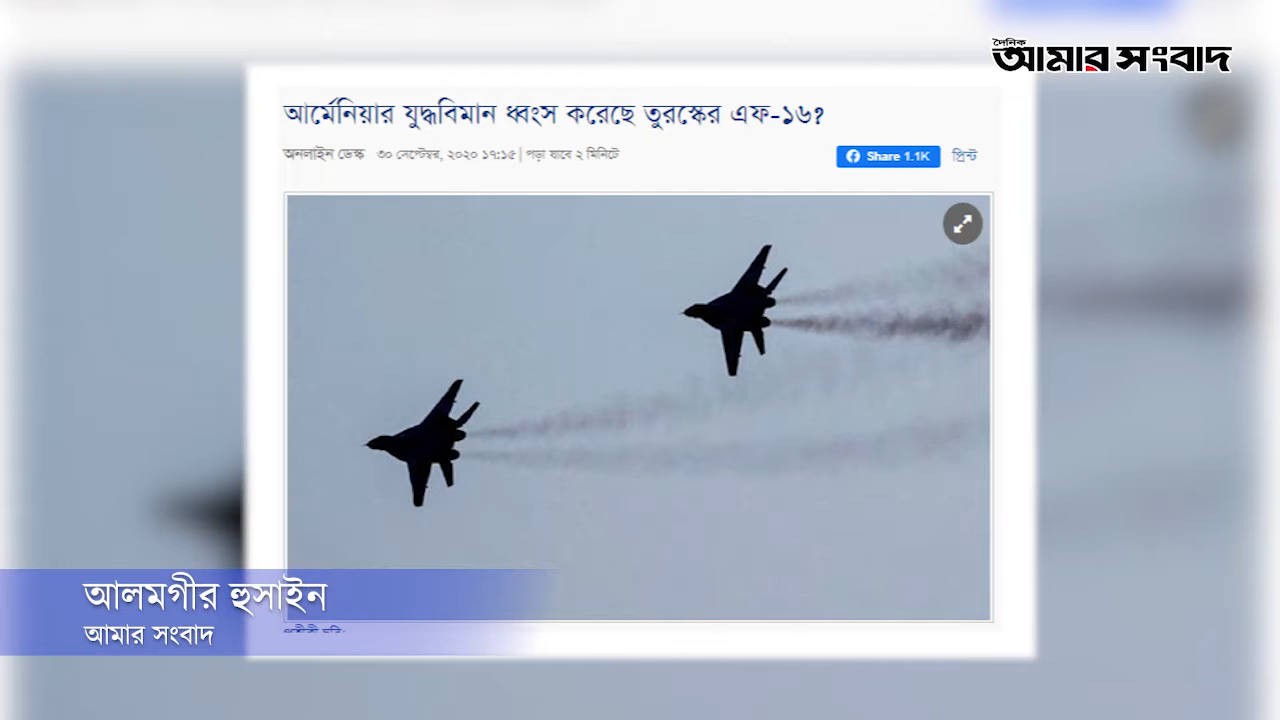 দৈনিক
আমার সংবাদ
আর্মেনিয়ার যুদ্ধবিমান ধ্বংস করেছে তুরস্কের এফ-১৬?
অনলাইন ডেস্ক ৩০ সেপ্টেম্বর, ২০২০ ১৭:১৫ | পড়া যাবে ২ মিনিটে
Share 1.1K প্রিন্ট
আলমগীর হুসাইন
আমার সংবাদ